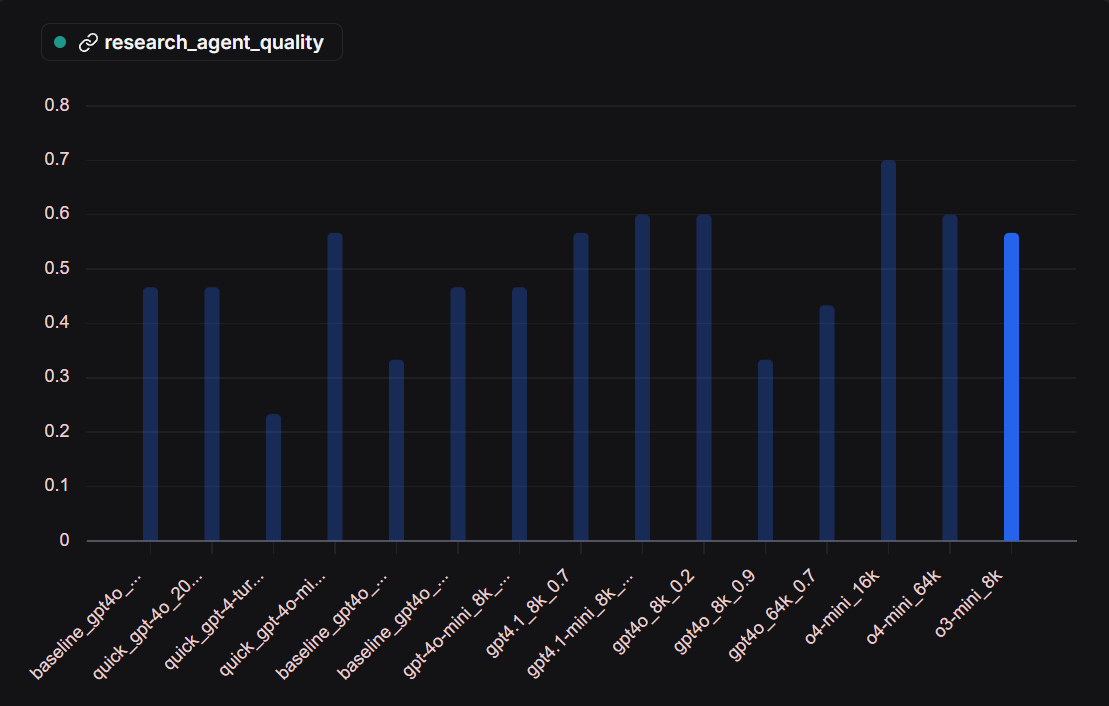 research_agent_quality
0.8
0.7
0.6
0.5
0.4
0.3
0.2
0.1
0
baseline_gpt4o_...
quick_gpt-4o_20...
quick_gpt-4-tur...
quick_gpt-4o-mi...
baseline_gpt4o_...
baseline_gpt4o_...
gpt-4o-mini_8k_...
gpt4.1_8k_0.7
gpt4.1-mini_8k_...
gpt4o_8k_0.2
gpt4o_8k_0.9
gpt4o_64k_0.7
o4-mini_16k
o4-mini_64k
o3-mini_8k